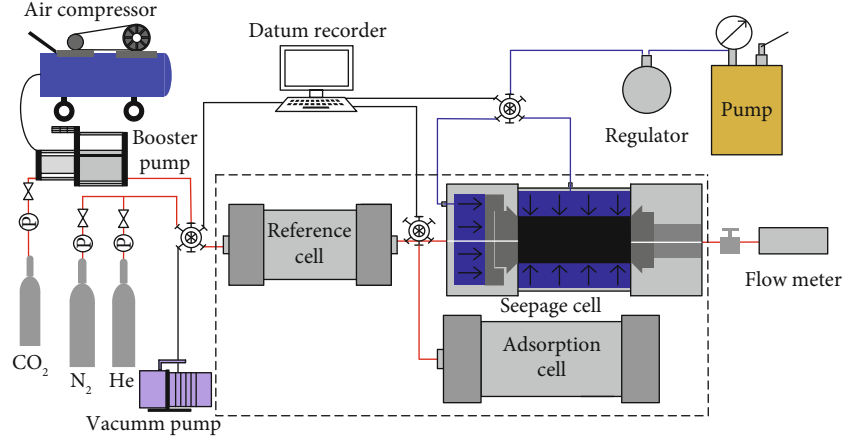 Air compressor
Datum recorder
Booster
pump
Regulator
Pump
P
P
P
Reference
cell
Seepage cell
Flow meter
Adsorption
cell
CO2
N2
He
Vacumm pump